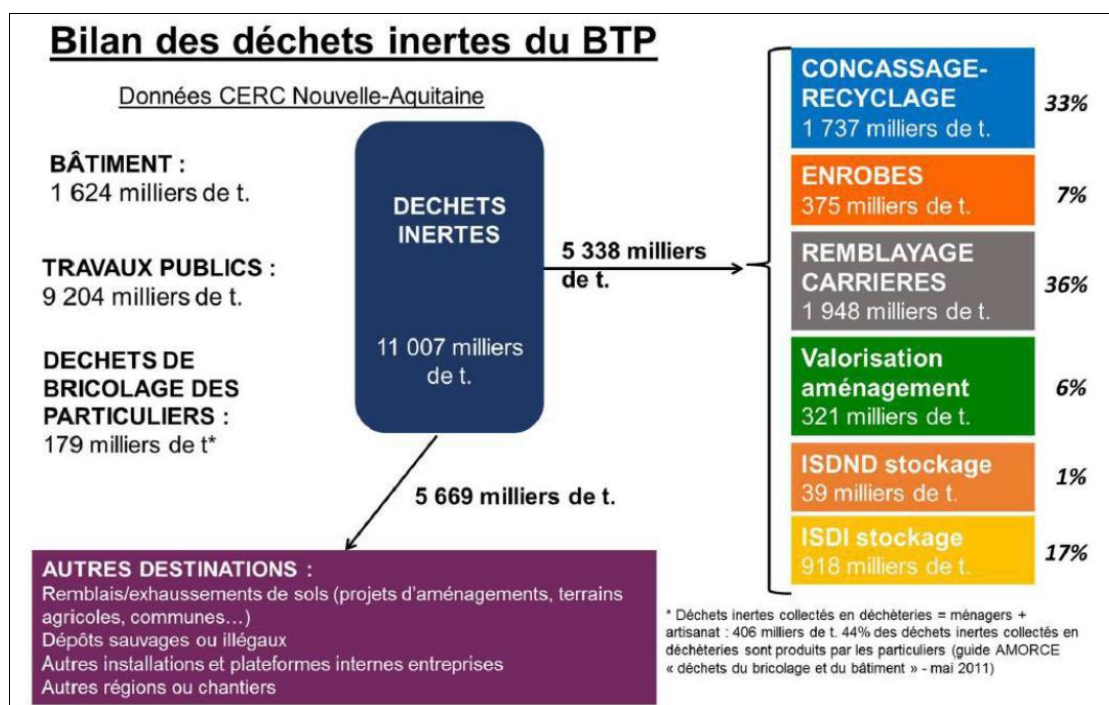 Bilan des déchets inertes du BTP
Données CERC Nouvelle-Aquitaine
BÂTIMENT :
1 624 milliers de t.
TRAVAUX PUBLICS :
9 204 milliers de t.
DECHETS DE
BRICOLAGE DES
PARTICULIERS :
179 milliers de t*
DECHETS
INERTES
11 007 milliers
de t.
5 338 milliers
de t.
5 669 milliers de t.
CONCASSAGE-
RECYCLAGE
1 737 milliers de t.
33%
ENROBES
375 milliers de t.
7%
REMBLAYAGE
CARRIERES
1 948 milliers de t.
36%
Valorisation
aménagement
321 milliers de t.
6%
ISDND stockage
39 milliers de t.
1%
ISDI stockage
918 milliers de t.
17%
AUTRES DESTINATIONS :
Remblais/exhaussements de sols (projets d'aménagements, terrains
agricoles, communes…)
Dépôts sauvages ou illégaux
Autres installations et plateformes internes entreprises
Autres régions ou chantiers
* Déchets inertes collectés en déchèteries = ménagers +
artisanat : 406 milliers de t. 44% des déchets inertes collectés en
déchèteries sont produits par les particuliers (guide AMORCE
« déchets du bricolage et du bâtiment » - mai 2011)